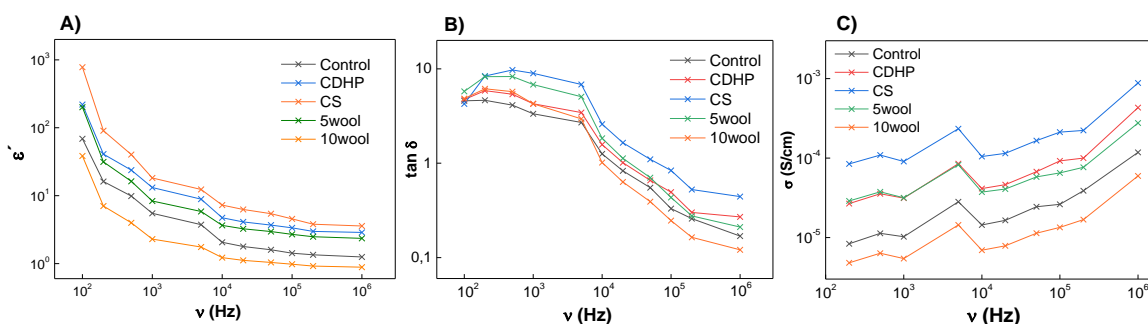 A)
ε´
10³
10²
10¹
10⁰
Control
CDHP
CS
5wool
10wool
10² 10³ 10⁴ 10⁵ 10⁶
ν (Hz)
B)
tan δ
10
1
0,1
Control
CDHP
CS
5wool
10wool
10² 10³ 10⁴ 10⁵ 10⁶
ν (Hz)
C)
σ (S/cm)
10⁻³
10⁻⁴
10⁻⁵
Control
CDHP
CS
5wool
10wool
10² 10³ 10⁴ 10⁵ 10⁶
ν (Hz)